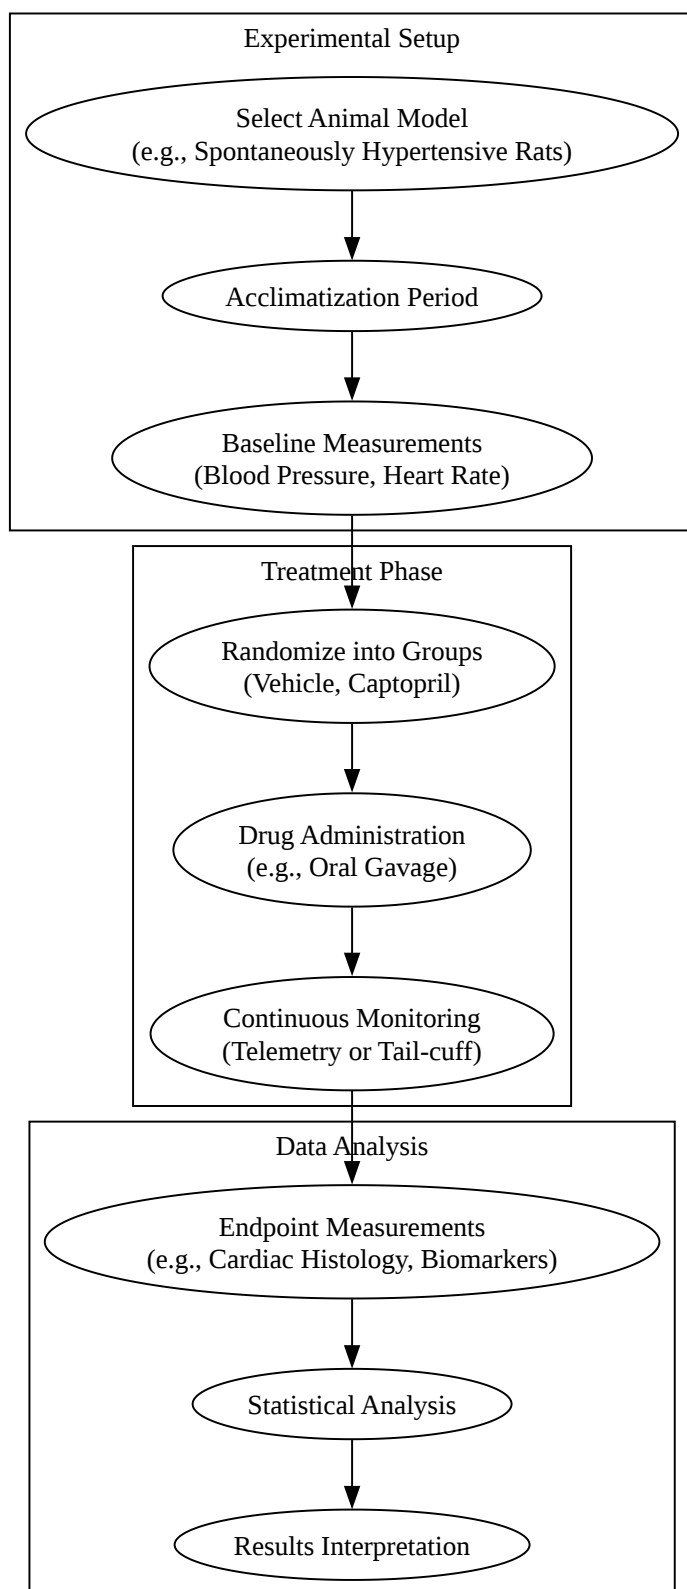 Experimental Setup
Select Animal Model
(e.g., Spontaneously Hypertensive Rats)
Acclimatization Period
Baseline Measurements
(Blood Pressure, Heart Rate)
Treatment Phase
Randomize into Groups
(Vehicle, Captopril)
Drug Administration
(e.g., Oral Gavage)
Continuous Monitoring
(Telemetry or Tail-cuff)
Data Analysis
Endpoint Measurements
(e.g., Cardiac Histology, Biomarkers)
Statistical Analysis
Results Interpretation